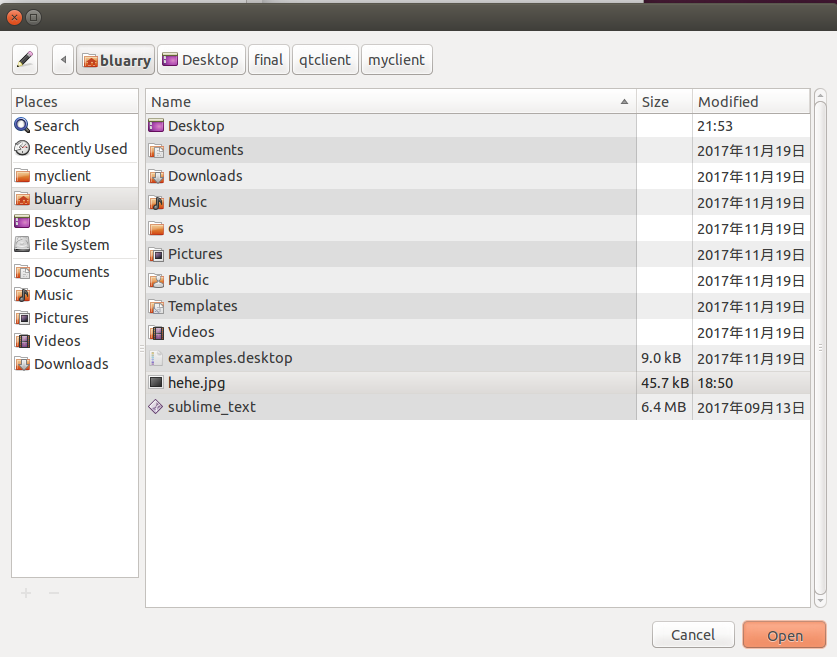 bluarry Desktop final qtclient myclient
Places
Search
Recently Used
myclient
bluarry
Desktop
File System
Documents
Music
Pictures
Videos
Downloads
Name Size Modified
Desktop 21:53
Documents 2017年11月19日
Downloads 2017年11月19日
Music 2017年11月19日
os 2017年11月19日
Pictures 2017年11月19日
Public 2017年11月19日
Templates 2017年11月19日
Videos 2017年11月19日
examples.desktop 9.0 kB 2017年11月19日
hehe.jpg 45.7 kB 18:50
sublime_text 6.4 MB 2017年09月13日
Cancel Open